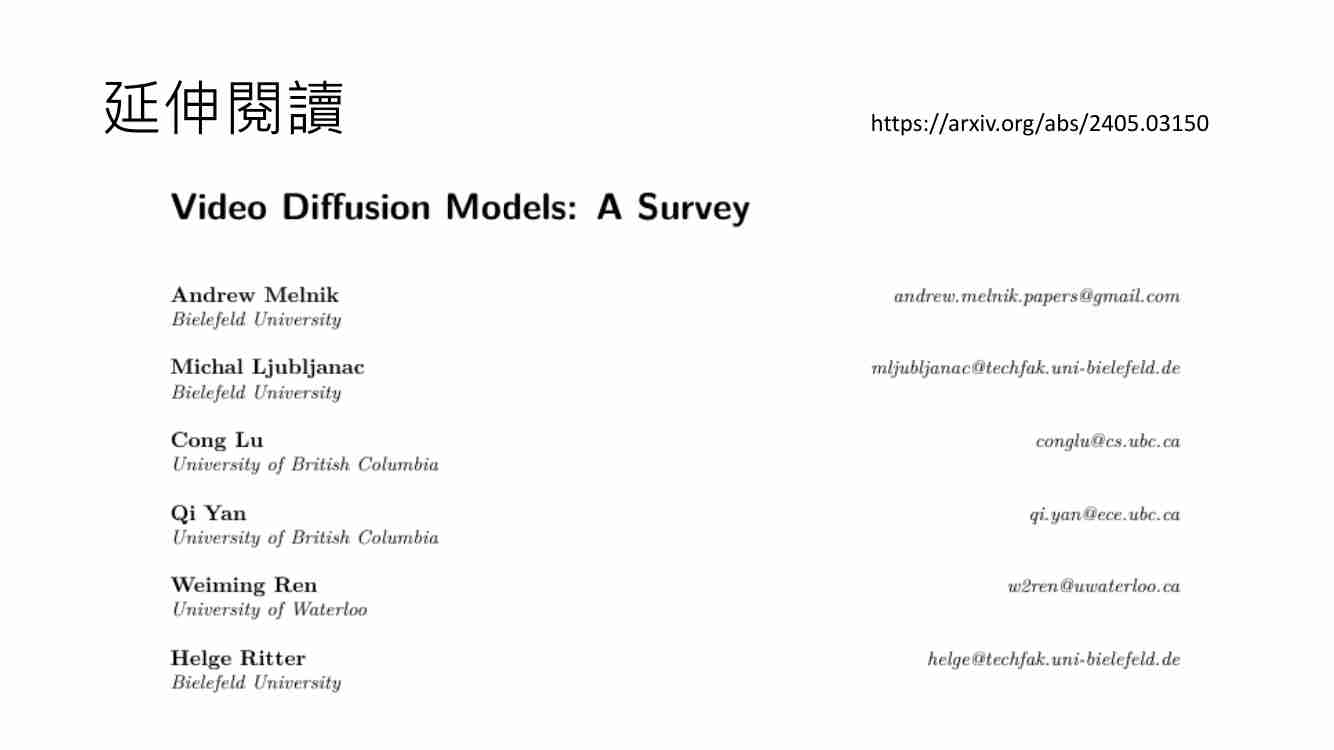 延伸閱讀
https://arxiv.org/abs/2405.03150
Video Diffusion Models: A Survey
Andrew Melnik
andrew.melnik.papers@gmail.com
Bielefeld University
Michal Ljubljanac
mljubljanac@techfak.uni-bielefeld.de
Bielefeld University
Cong Lu
conglu@cs.ubc.ca
University of British Columbia
Qi Yan
qi.yan@ece.ubc.ca
University of British Columbia
Weiming Ren
w2ren@uwaterloo.ca
University of Waterloo
Helge Ritter
helge@techfak.uni-bielefeld.de
Bielefeld University